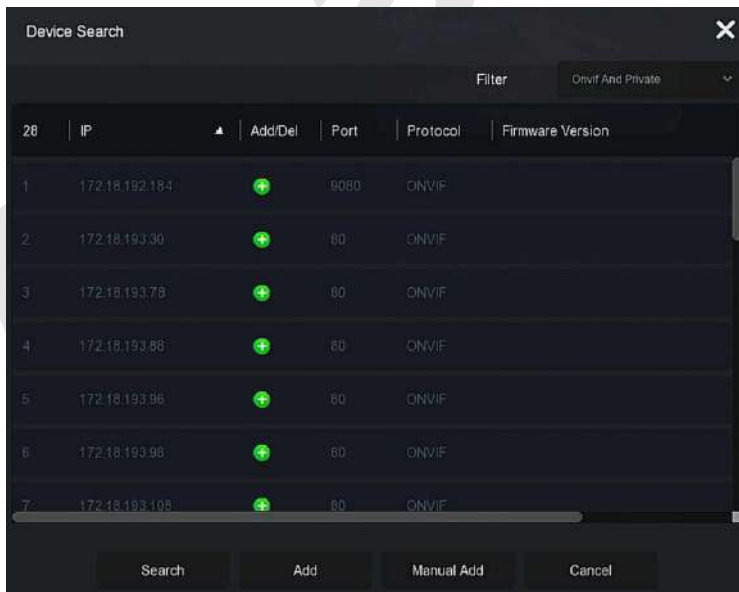 Device Search
Filter Onvif And Private
28 IP Add/Del Port Protocol Firmware Version
1 172.18.192.184 9080 ONVIF
2 172.18.193.30 80 ONVIF
3 172.18.193.78 80 ONVIF
4 172.18.193.88 80 ONVIF
5 172.18.193.96 80 ONVIF
6 172.18.193.98 80 ONVIF
7 172.18.193.108 80 ONVIF
Search Add Manual Add Cancel